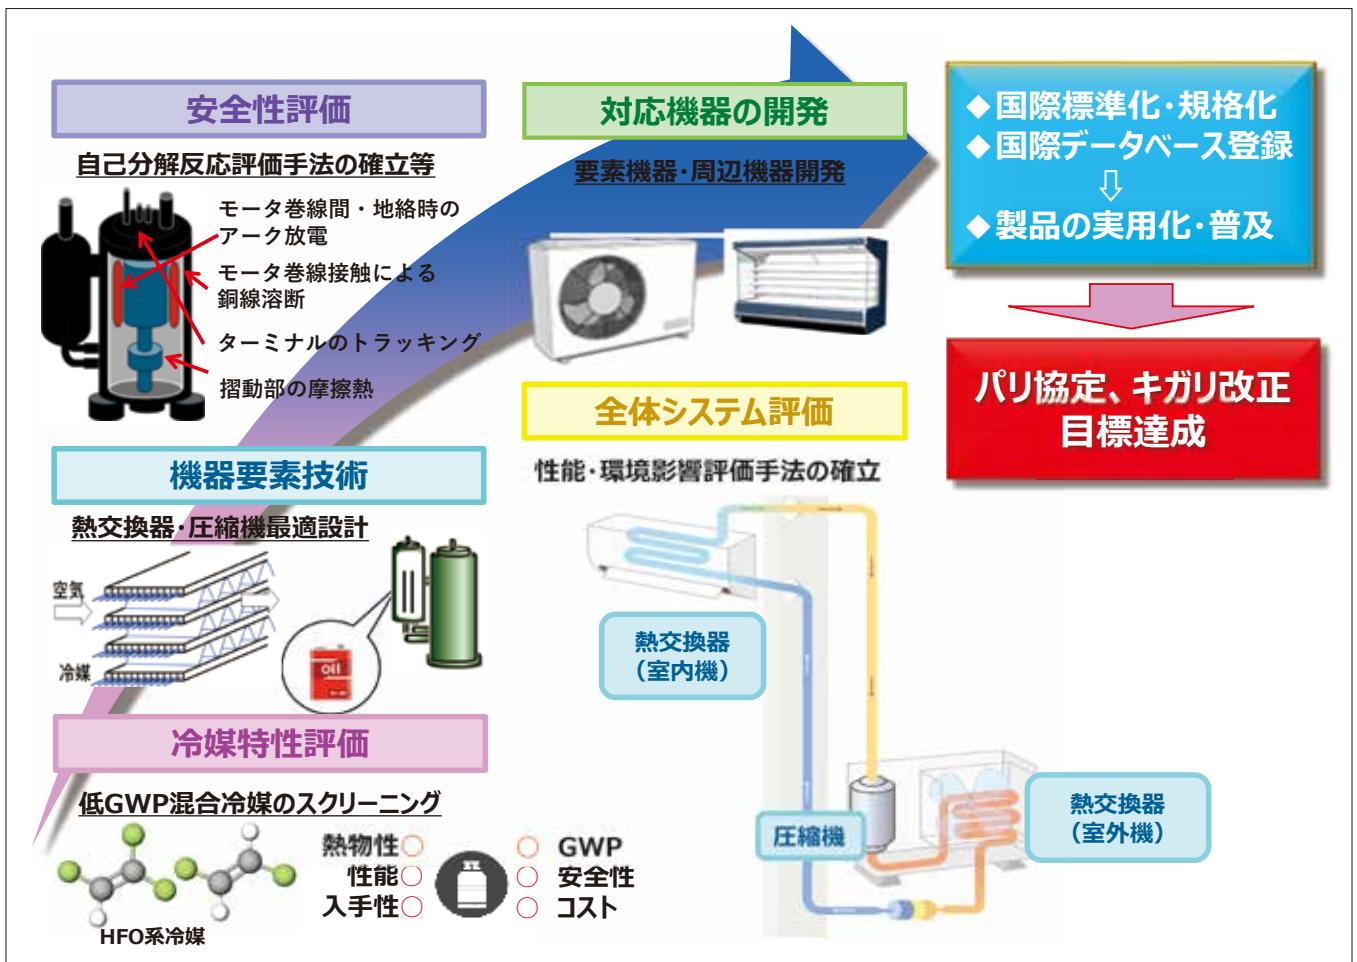 安全性評価
自己分解反応評価手法の確立等
モータ巻線間・地絡時の
アーク放電
モータ巻線接触による
銅線溶断
ターミナルのトラッキング
摺動部の摩擦熱
機器要素技術
熱交換器・圧縮機最適設計
空気
冷媒
oil
冷媒特性評価
低GWP混合冷媒のスクリーニング
HFO系冷媒
熱物性○
性能○
入手性○
○ GWP
○ 安全性
○ コスト
対応機器の開発
要素機器・周辺機器開発
全体システム評価
性能・環境影響評価手法の確立
熱交換器
（室内機）
圧縮機
熱交換器
（室外機）
◆国際標準化・規格化
◆国際データベース登録
⇩
◆製品の実用化・普及
パリ協定、キガリ改正
目標達成